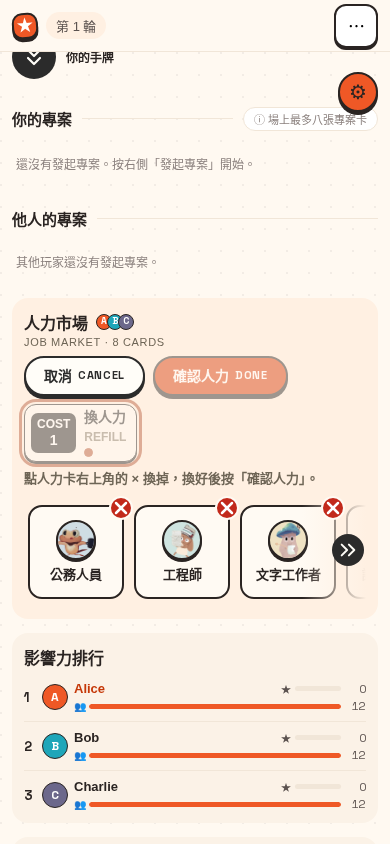 第 1 輪
你的手牌
你的專案
ⓘ 場上最多八張專案卡
還沒有發起專案。按右側「發起專案」開始。
他人的專案
其他玩家還沒有發起專案。
人力市場 A B C
JOB MARKET · 8 CARDS
取消 CANCEL
確認人力 DONE
COST 1
換人力
REFILL
點人力卡右上角的 × 換掉，換好後按「確認人力」。
公務人員
工程師
文字工作者
影響力排行
1 A Alice ★ 0
12
2 B Bob ★ 0
12
3 C Charlie ★ 0
12